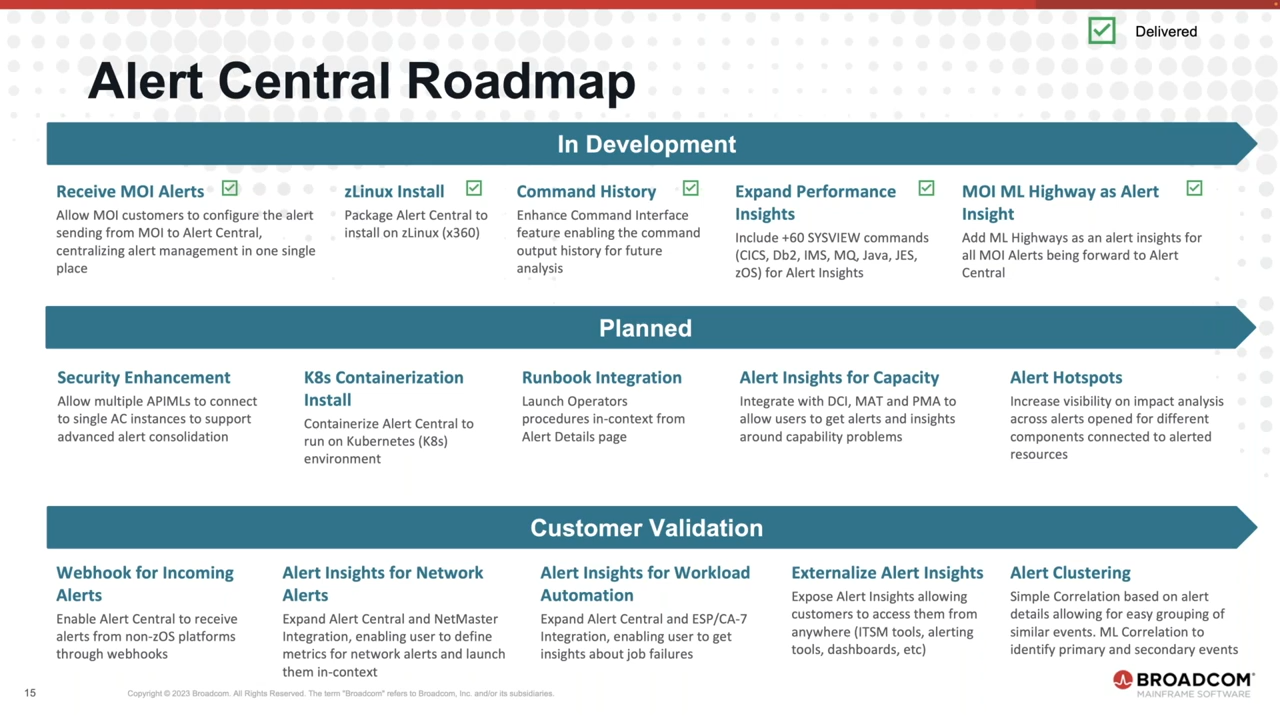 Delivered
Alert Central Roadmap
In Development
Receive MOI Alerts
Allow MOI customers to configure the alert
sending from MOI to Alert Central,
centralizing alert management in one single
place
zLinux Install
Package Alert Central to
install on zLinux (x360)
Command History
Enhance Command Interface
feature enabling the command
output history for future
analysis
Expand Performance
Insights
Include +60 SYSVIEW commands
(CICS, Db2, IMS, MQ, Java, JES,
zOS) for Alert Insights
MOI ML Highway as Alert
Insight
Add ML Highways as an alert insights for
all MOI Alerts being forward to Alert
Central
Planned
Security Enhancement
Allow multiple APIMLs to connect
to single AC instances to support
advanced alert consolidation
K8s Containerization
Install
Containerize Alert Central to
run on Kubernetes (K8s)
environment
Runbook Integration
Launch Operators
procedures in-context from
Alert Details page
Alert Insights for Capacity
Integrate with DCI, MAT and PMA to
allow users to get alerts and insights
around capability problems
Alert Hotspots
Increase visibility on impact analysis
across alerts opened for different
components connected to alerted
resources
Customer Validation
Webhook for Incoming
Alerts
Enable Alert Central to receive
alerts from non-zOS platforms
through webhooks
Alert Insights for Network
Alerts
Expand Alert Central and NetMaster
Integration, enabling user to define
metrics for network alerts and launch
them in-context
Alert Insights for Workload
Automation
Expand Alert Central and ESP/CA-7
Integration, enabling user to get
insights about job failures
Externalize Alert Insights
Expose Alert Insights allowing
customers to access them from
anywhere (ITSM tools, alerting
tools, dashboards, etc)
Alert Clustering
Simple Correlation based on alert
details allowing for easy grouping of
similar events. ML Correlation to
identify primary and secondary events
15
Copyright © 2023 Broadcom. All Rights Reserved. The term "Broadcom" refers to Broadcom, Inc. and/or its subsidiaries.
BROADCOM
MAINFRAME SOFTWARE